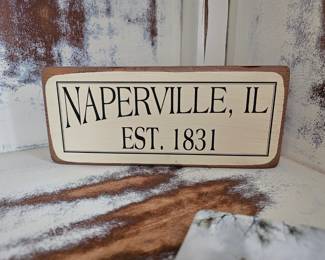 NAPERVILLE, IL
EST. 1831